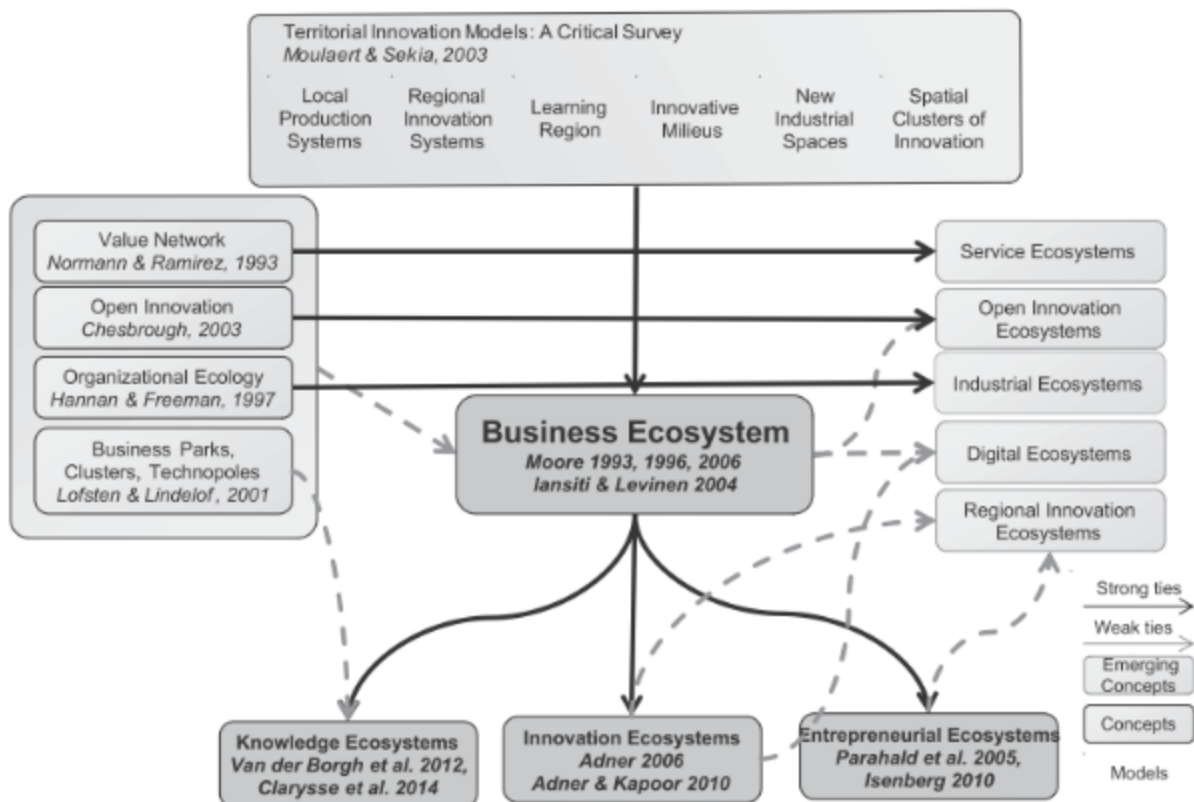 Territorial Innovation Models: A Critical Survey
Moulaert & Sekia, 2003
Local
Production
Systems
Regional
Innovation
Systems
Learning
Region
Innovative
Milieus
New
Industrial
Spaces
Spatial
Clusters of
Innovation
Value Network
Normann & Ramirez, 1993
Open Innovation
Chesbrough, 2003
Organizational Ecology
Hannan & Freeman, 1997
Business Parks,
Clusters, Technopoles
Lofsten & Lindelof, 2001
Business Ecosystem
Moore 1993, 1996, 2006
Iansiti & Levinen 2004
Service Ecosystems
Open Innovation
Ecosystems
Industrial Ecosystems
Digital Ecosystems
Regional Innovation
Ecosystems
Knowledge Ecosystems
Van der Borgh et al. 2012,
Clarysse et al. 2014
Innovation Ecosystems
Adner 2006
Adner & Kapoor 2010
Entrepreneurial Ecosystems
Parahald et al. 2005,
Isenberg 2010
Strong ties
Weak ties
Emerging
Concepts
Concepts
Models